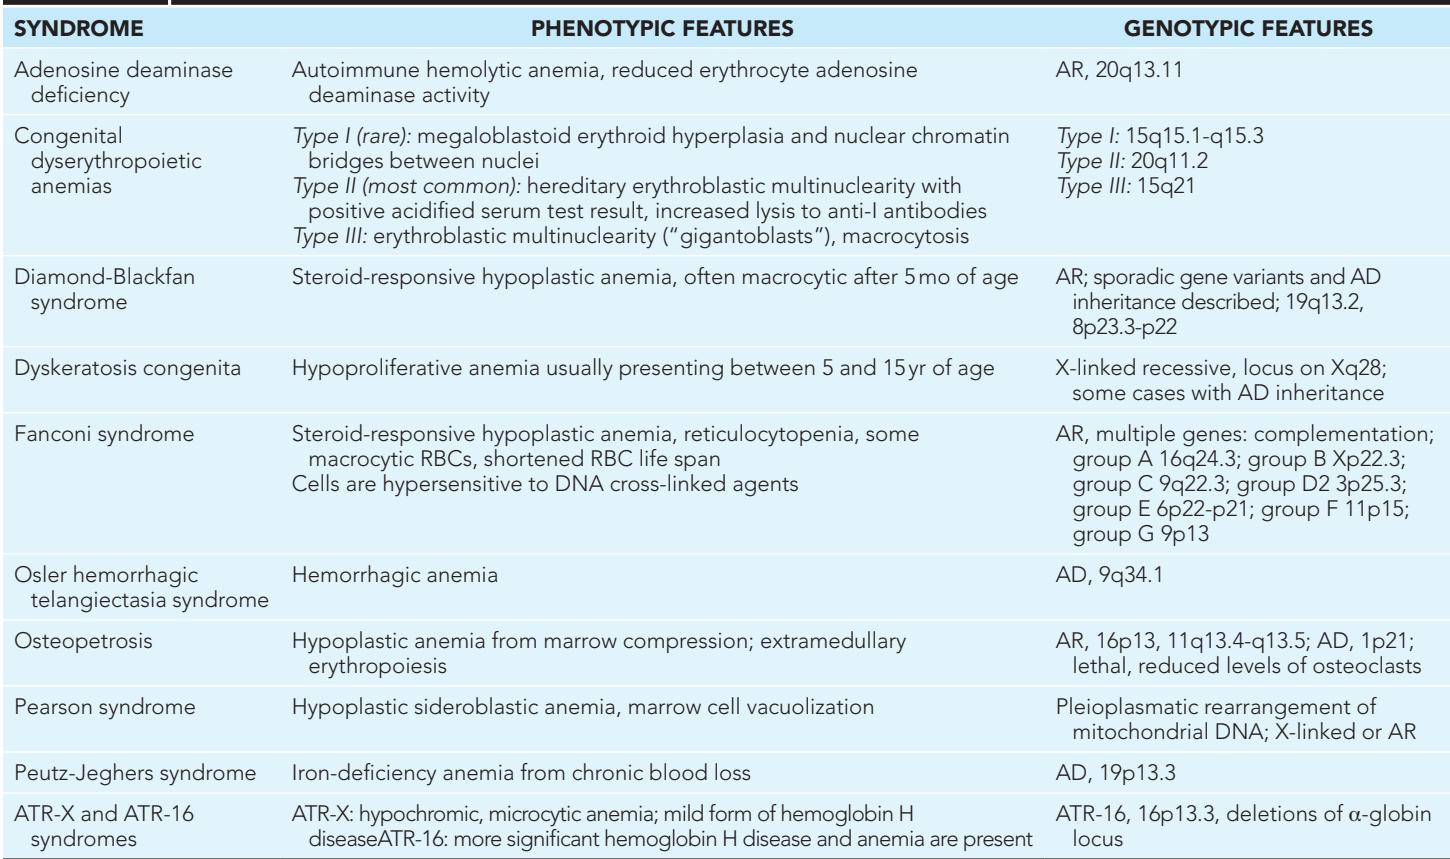 SYNDROME PHENOTYPIC FEATURES GENOTYPIC FEATURES
Adenosine deaminase
deficiency
Autoimmune hemolytic anemia, reduced erythrocyte adenosine
deaminase activity
AR, 20q13.11
Congenital
dyserythropoietic
anemias
Type I (rare): megaloblastoid erythroid hyperplasia and nuclear chromatin
bridges between nuclei
Type II (most common): hereditary erythroblastic multinuclearity with
positive acidified serum test result, increased lysis to anti-I antibodies
Type III: erythroblastic multinuclearity (“gigantoblasts”), macrocytosis
Type I: 15q15.1-q15.3
Type II: 20q11.2
Type III: 15q21
Diamond-Blackfan
syndrome
Steroid-responsive hypoplastic anemia, often macrocytic after 5 mo of age
AR; sporadic gene variants and AD
inheritance described; 19q13.2,
8p23.3-p22
Dyskeratosis congenita
Hypoproliferative anemia usually presenting between 5 and 15 yr of age
X-linked recessive, locus on Xq28;
some cases with AD inheritance
Fanconi syndrome
Steroid-responsive hypoplastic anemia, reticulocytopenia, some
macrocytic RBCs, shortened RBC life span
Cells are hypersensitive to DNA cross-linked agents
AR, multiple genes: complementation;
group A 16q24.3; group B Xp22.3;
group C 9q22.3; group D2 3p25.3;
group E 6p22-p21; group F 11p15;
group G 9p13
Osler hemorrhagic
telangiectasia syndrome
Hemorrhagic anemia
AD, 9q34.1
Osteopetrosis
Hypoplastic anemia from marrow compression; extramedullary
erythropoiesis
AR, 16p13, 11q13.4-q13.5; AD, 1p21;
lethal, reduced levels of osteoclasts
Pearson syndrome
Hypoplastic sideroblastic anemia, marrow cell vacuolization
Pleioplasmatic rearrangement of
mitochondrial DNA; X-linked or AR
Peutz-Jeghers syndrome
Iron-deficiency anemia from chronic blood loss
AD, 19p13.3
ATR-X and ATR-16
syndromes
ATR-X: hypochromic, microcytic anemia; mild form of hemoglobin H
diseaseATR-16: more significant hemoglobin H disease and anemia are present
ATR-16, 16p13.3, deletions of α-globin
locus